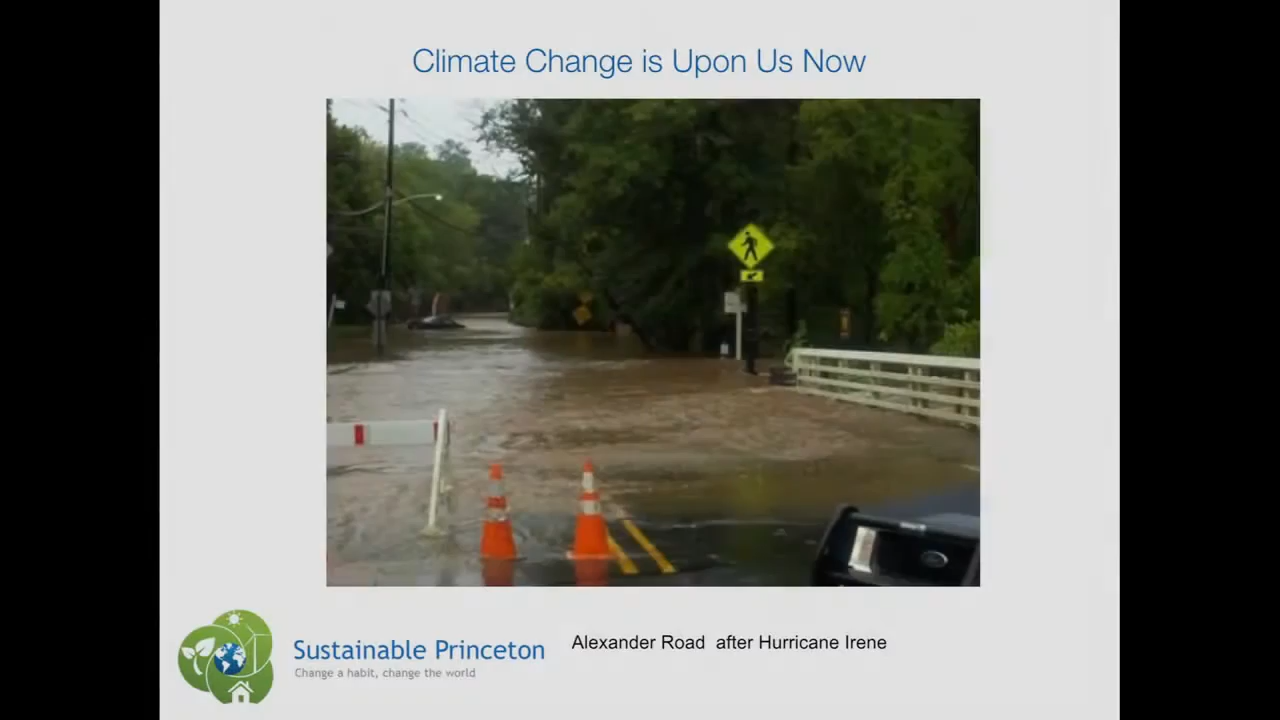 Climate Change is Upon Us Now
Sustainable Princeton
Change a habit, change the world
Alexander Road after Hurricane Irene